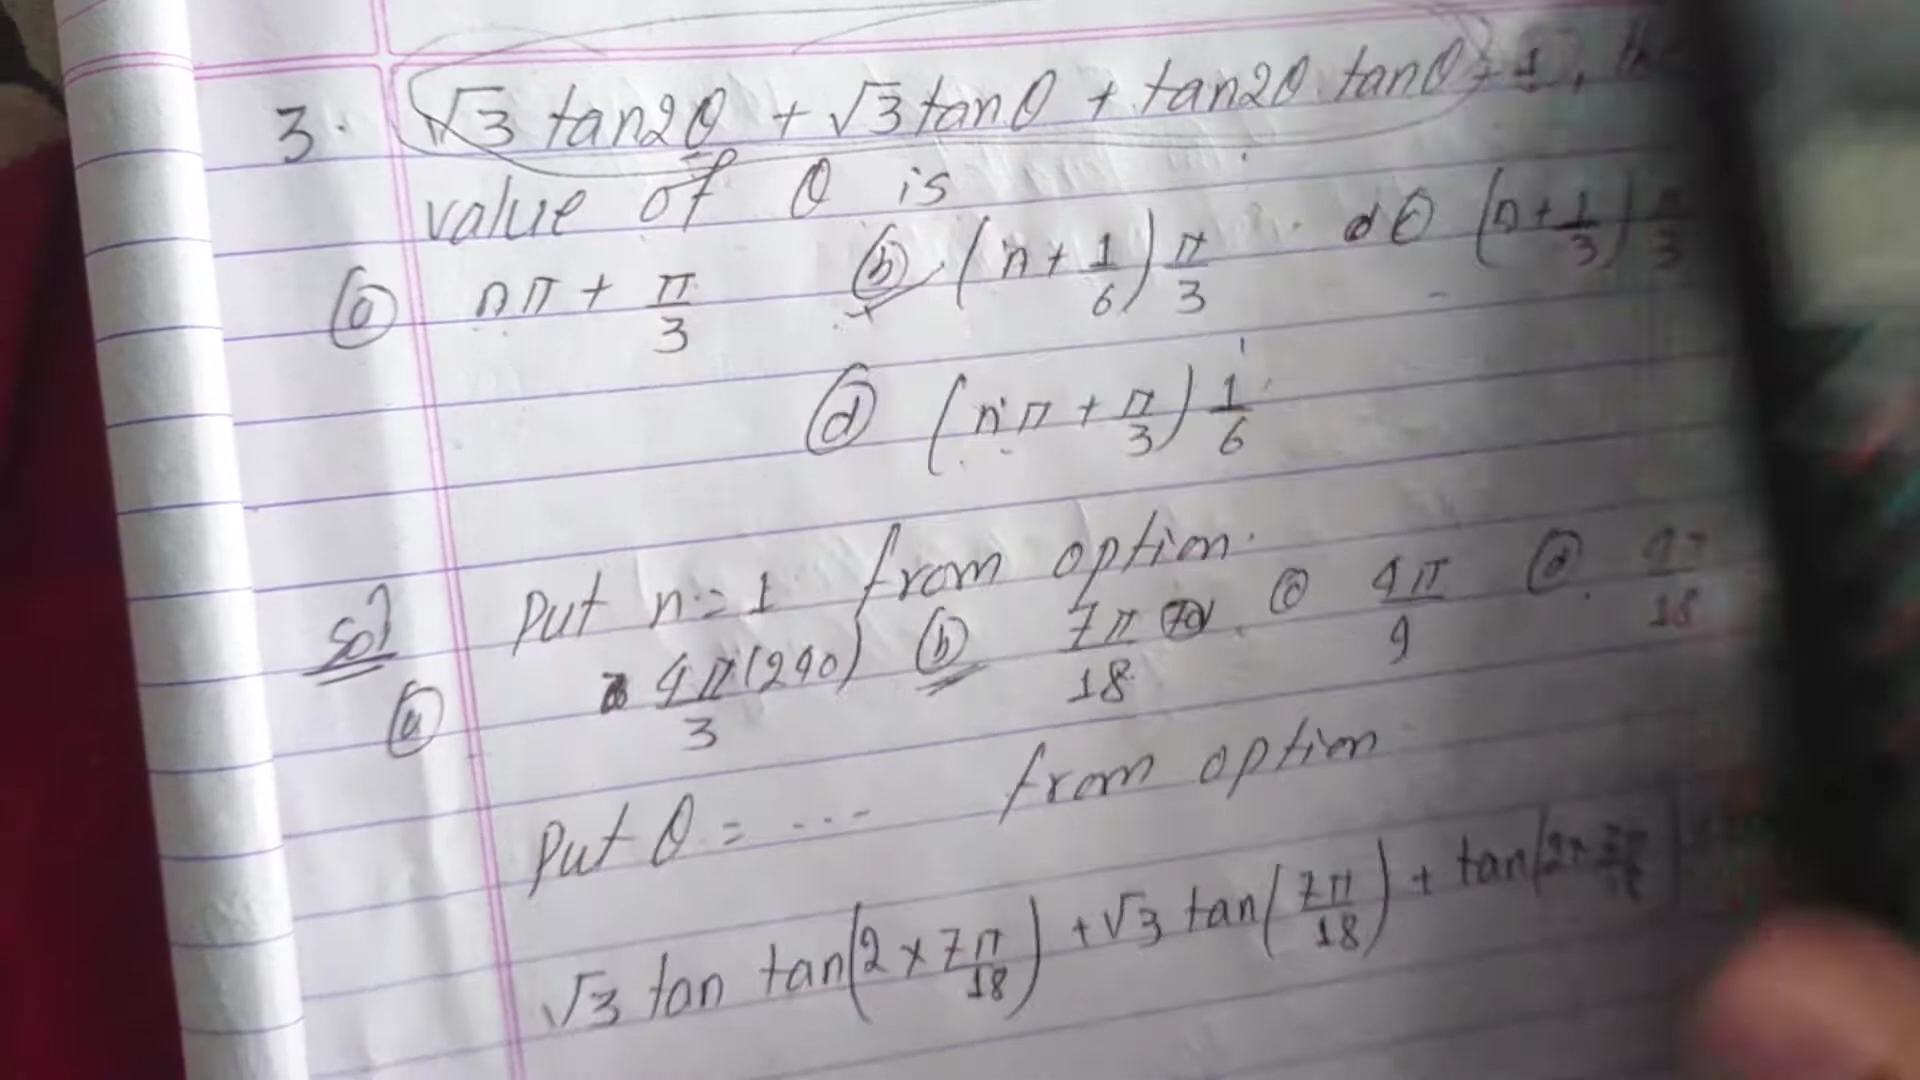 3. √3 tan2θ + √3 tanθ + tan2θ tanθ = 1,
value of θ is
ⓐ nπ + π/3 ⓑ (n + 1/6) π/3 ⓒ (n + 1/3) π/3
ⓓ (nπ + π/3) 1/6
Sol Put n = 1 from option.
ⓐ 4π/3 (240) ⓑ 7π/18 ⓒ 4π/9 ⓓ
Put θ = ... from option
√3 tan tan(2 × 7π/18) + √3 tan(7π/18) + tan